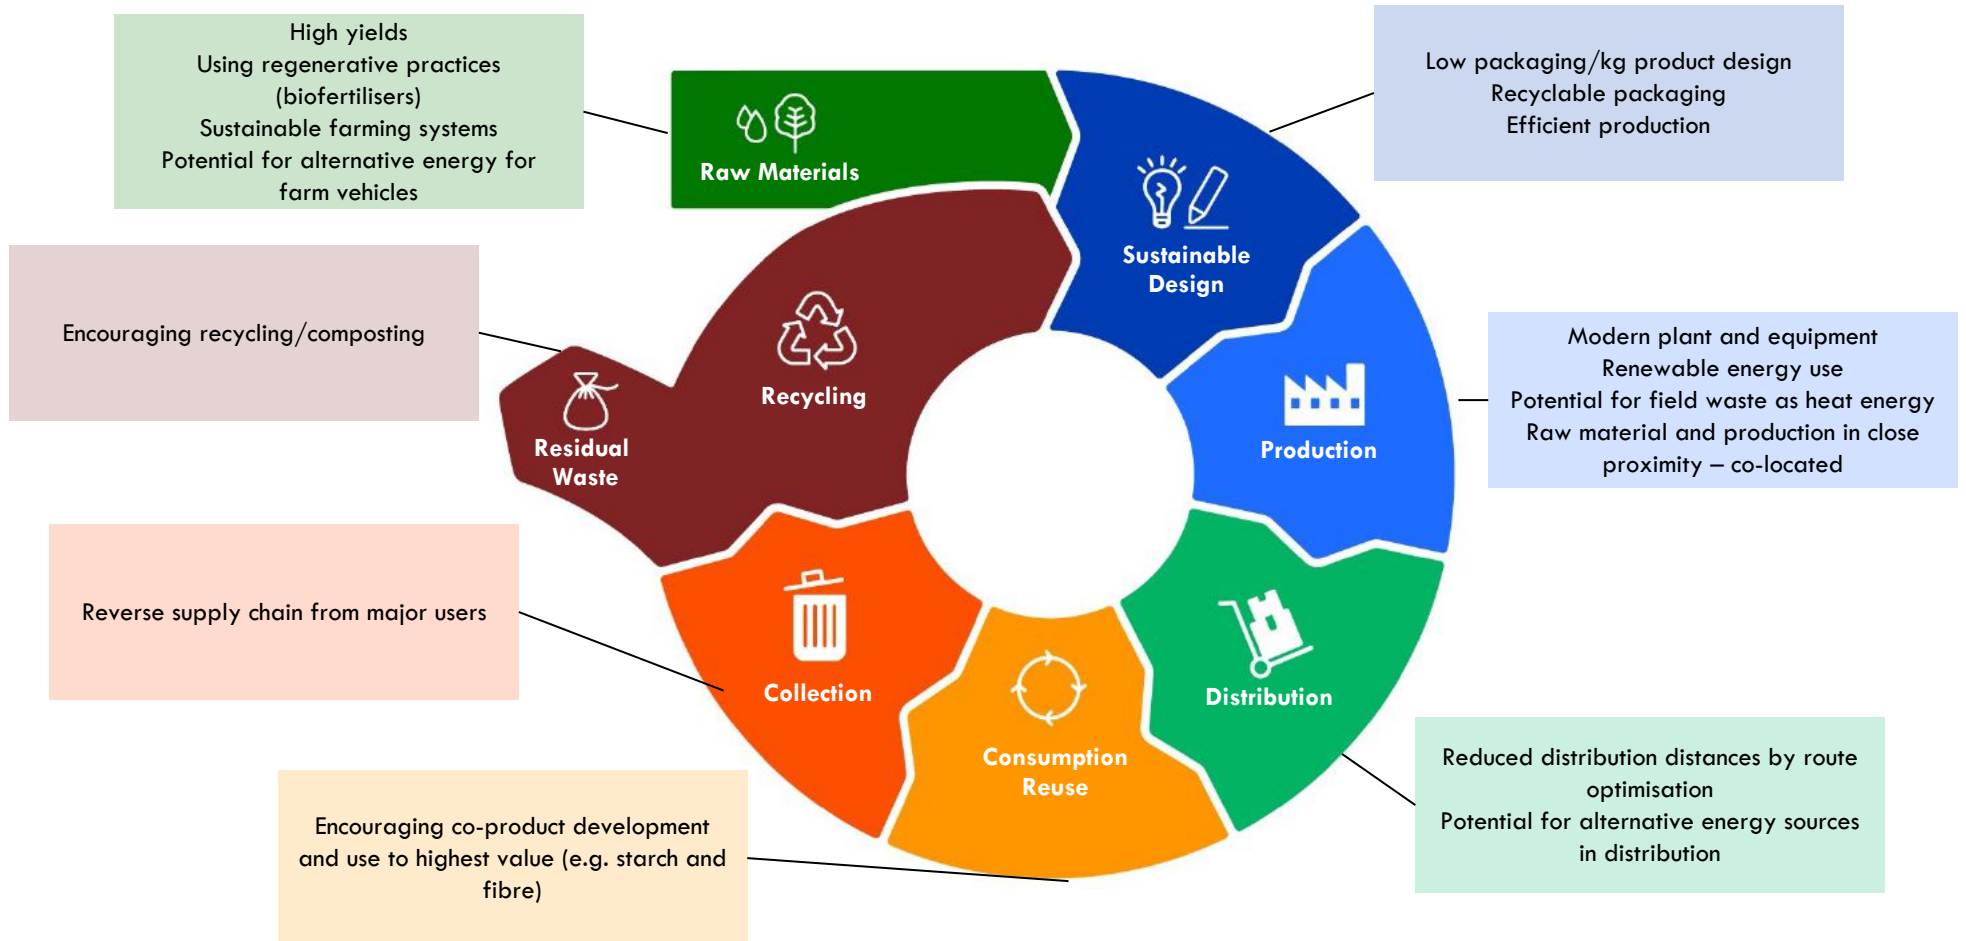 High yields
Using regenerative practices
(biofertilisers)
Sustainable farming systems
Potential for alternative energy for
farm vehicles
Raw Materials
Low packaging/kg product design
Recyclable packaging
Efficient production
Sustainable
Design
Encouraging recycling/composting
Recycling
Residual
Waste
Modern plant and equipment
Renewable energy use
Potential for field waste as heat energy
Raw material and production in close
proximity – co-located
Production
Reverse supply chain from major users
Collection
Distribution
Reduced distribution distances by route
optimisation
Potential for alternative energy sources
in distribution
Consumption
Reuse
Encouraging co-product development
and use to highest value (e.g. starch and
fibre)